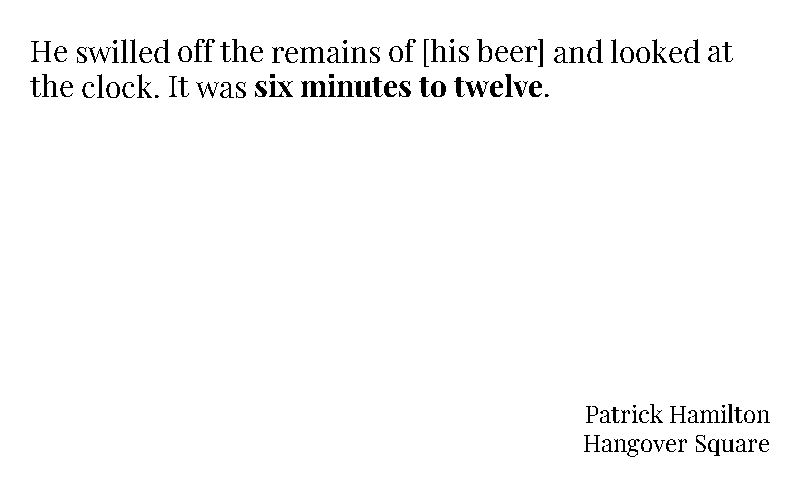 He swilled off the remains of [his beer] and looked at
the clock. It was six minutes to twelve.
Patrick Hamilton
Hangover Square